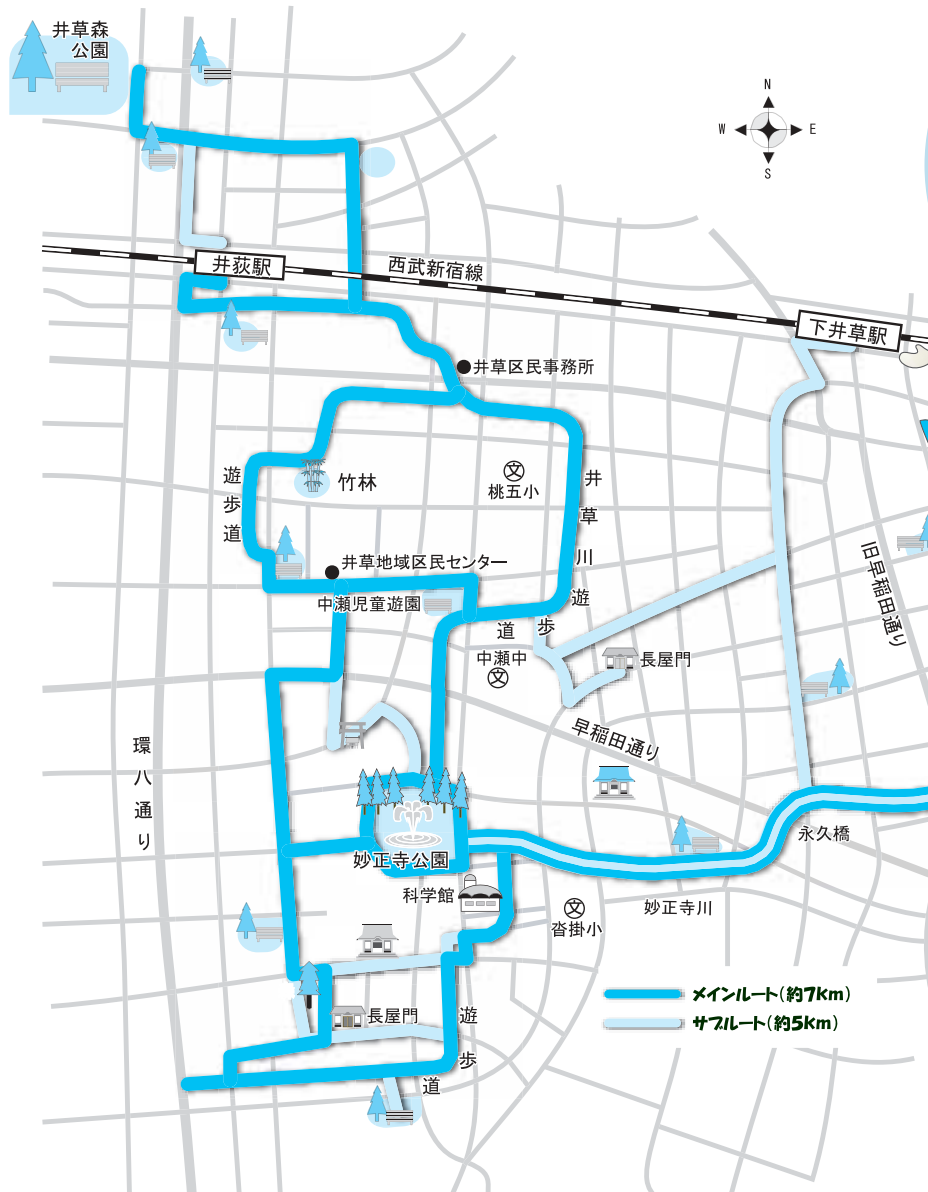 井草森
公園
N
W
E
S
井荻駅
西武新宿線
下井草駅
井草区民事務所
遊歩道
竹林
文
桃五小
井草川遊歩道
井草地域区民センター
中瀬児童遊園
旧早稲田通り
中瀬中
文
長屋門
早稲田通り
環八通り
永久橋
妙正寺公園
科学館
文
沓掛小
妙正寺川
メインルート(約7km)
サブルート(約5km)
長屋門
遊歩道